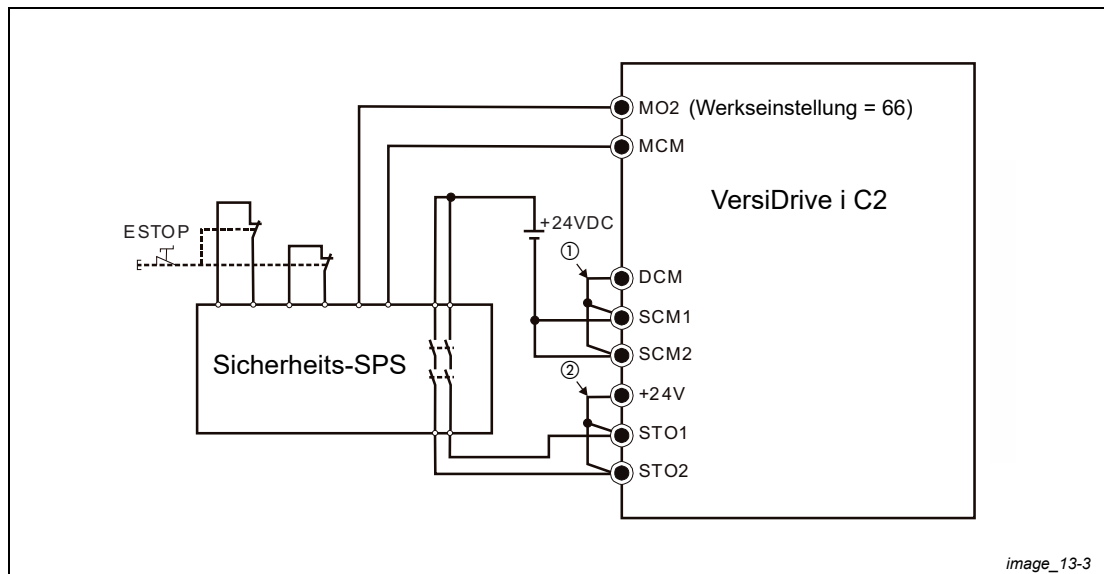 MO2 (Werkseinstellung = 66)
MCM
VersiDrive i C2
ESTOP
+24VDC
①
DCM
SCM1
SCM2
Sicherheits-SPS
②
+24V
STO1
STO2
image_13-3